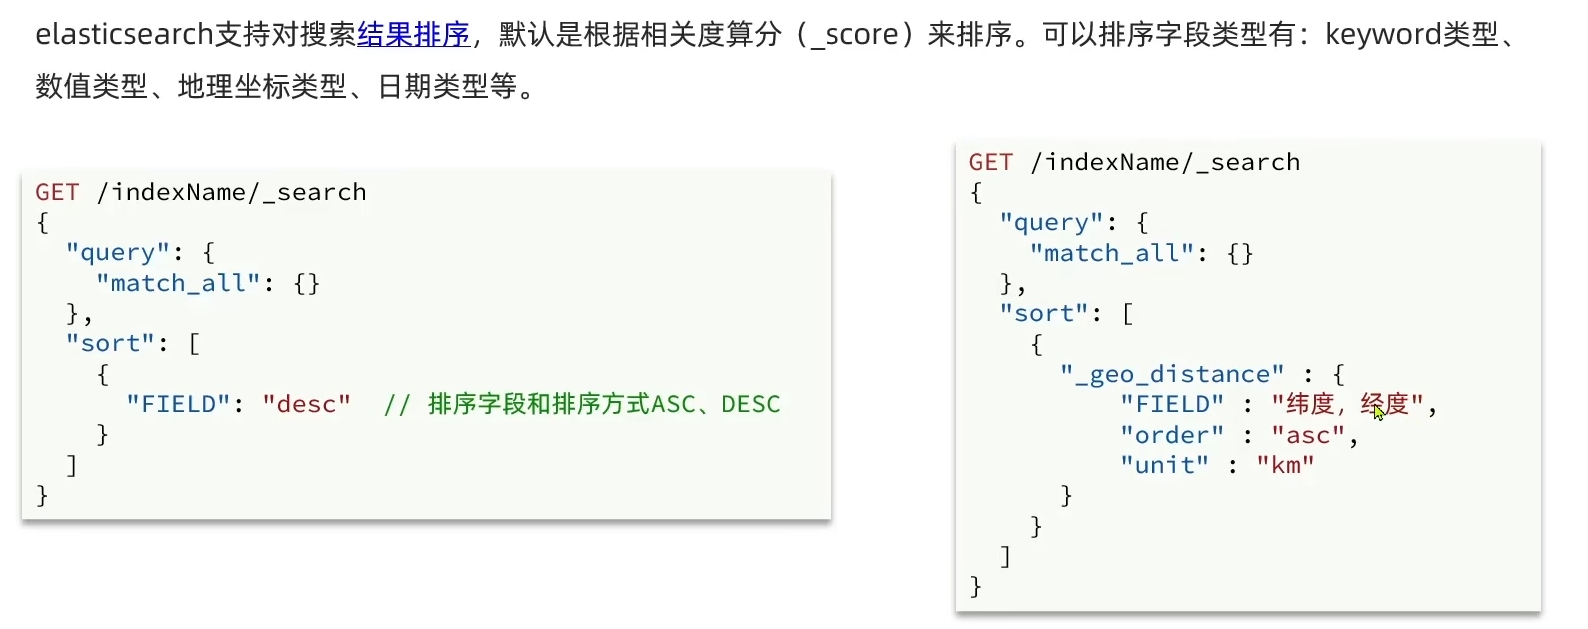 elasticsearch支持对搜索结果排序，默认是根据相关度算分（_score）来排序。可以排序字段类型有：keyword类型、
数值类型、地理坐标类型、日期类型等。
GET /indexName/_search
{
  "query": {
    "match_all": {}
  },
  "sort": [
    {
      "FIELD": "desc"  // 排序字段和排序方式ASC、DESC
    }
  ]
}
GET /indexName/_search
{
  "query": {
    "match_all": {}
  },
  "sort": [
    {
      "_geo_distance" : {
          "FIELD" : "纬度，经度",
          "order" : "asc",
          "unit" : "km"
      }
    }
  ]
}